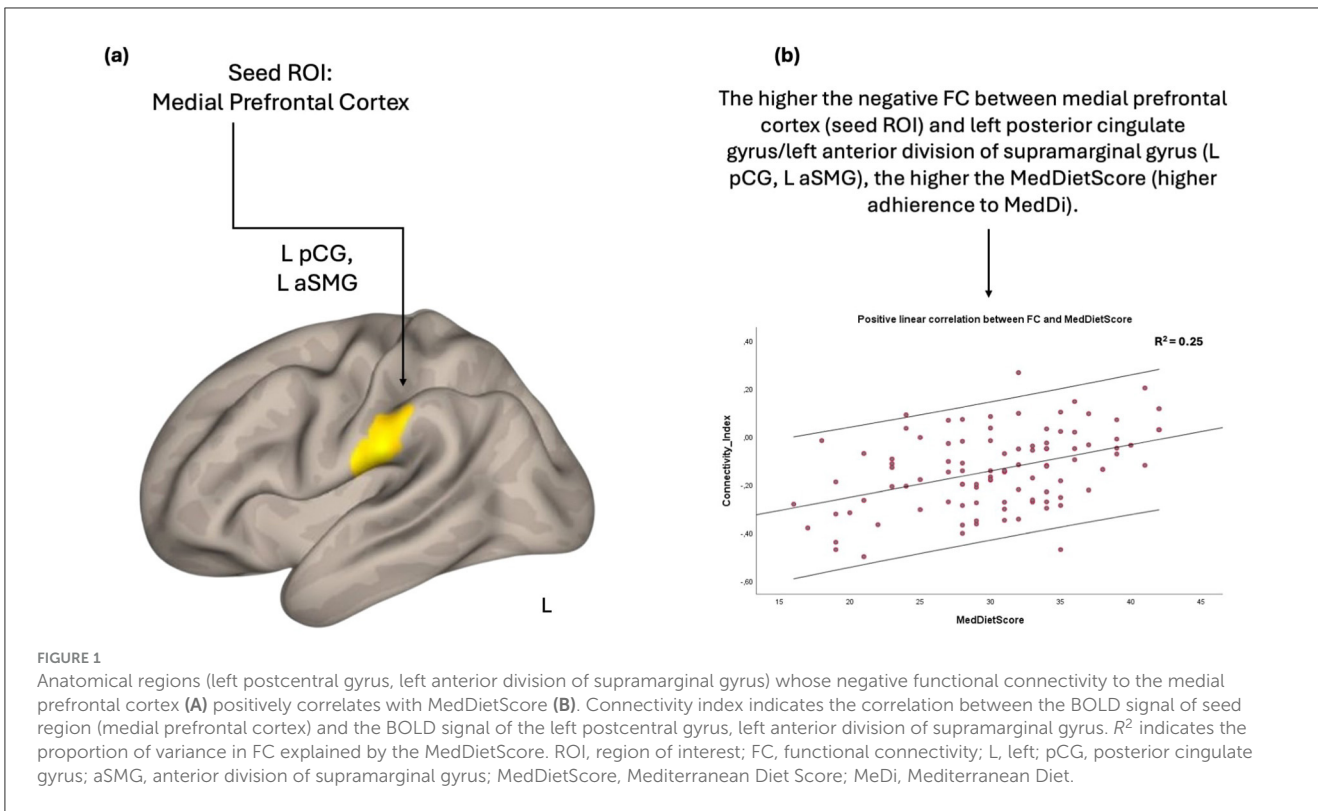 (a)
Seed ROI:
Medial Prefrontal Cortex
L pCG,
L aSMG
L
(b)
The higher the negative FC between medial prefrontal
cortex (seed ROI) and left posterior cingulate
gyrus/left anterior division of supramarginal gyrus (L
pCG, L aSMG), the higher the MedDietScore (higher
adhierence to MedDi).
Positive linear correlation between FC and MedDietScore
R² = 0.25
,40
,20
,00
-,20
-,40
-,60
Connectivity_Index
15 20 25 30 35 40 45
MedDietScore
FIGURE 1
Anatomical regions (left postcentral gyrus, left anterior division of supramarginal gyrus) whose negative functional connectivity to the medial
prefrontal cortex (A) positively correlates with MedDietScore (B). Connectivity index indicates the correlation between the BOLD signal of seed
region (medial prefrontal cortex) and the BOLD signal of the left postcentral gyrus, left anterior division of supramarginal gyrus. R² indicates the
proportion of variance in FC explained by the MedDietScore. ROI, region of interest; FC, functional connectivity; L, left; pCG, posterior cingulate
gyrus; aSMG, anterior division of supramarginal gyrus; MedDietScore, Mediterranean Diet Score; MeDi, Mediterranean Diet.